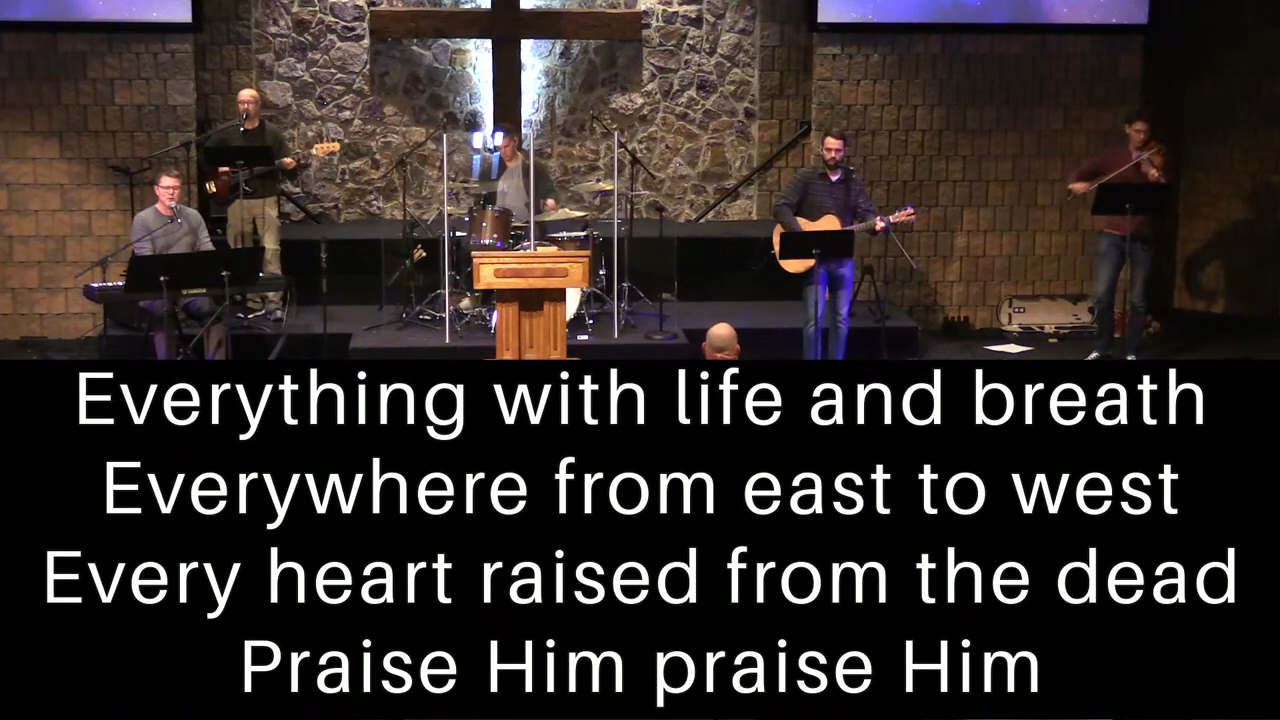 Everything with life and breath
Everywhere from east to west
Every heart raised from the dead
Praise Him praise Him